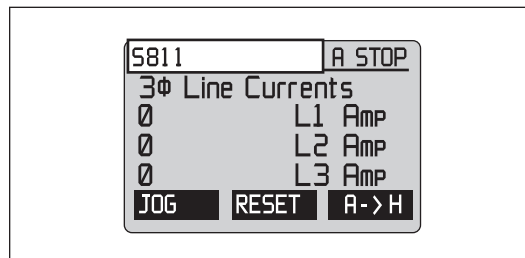 S811 A STOP
3Φ Line Currents
0 L1 Amp
0 L2 Amp
0 L3 Amp
JOG RESET A->H